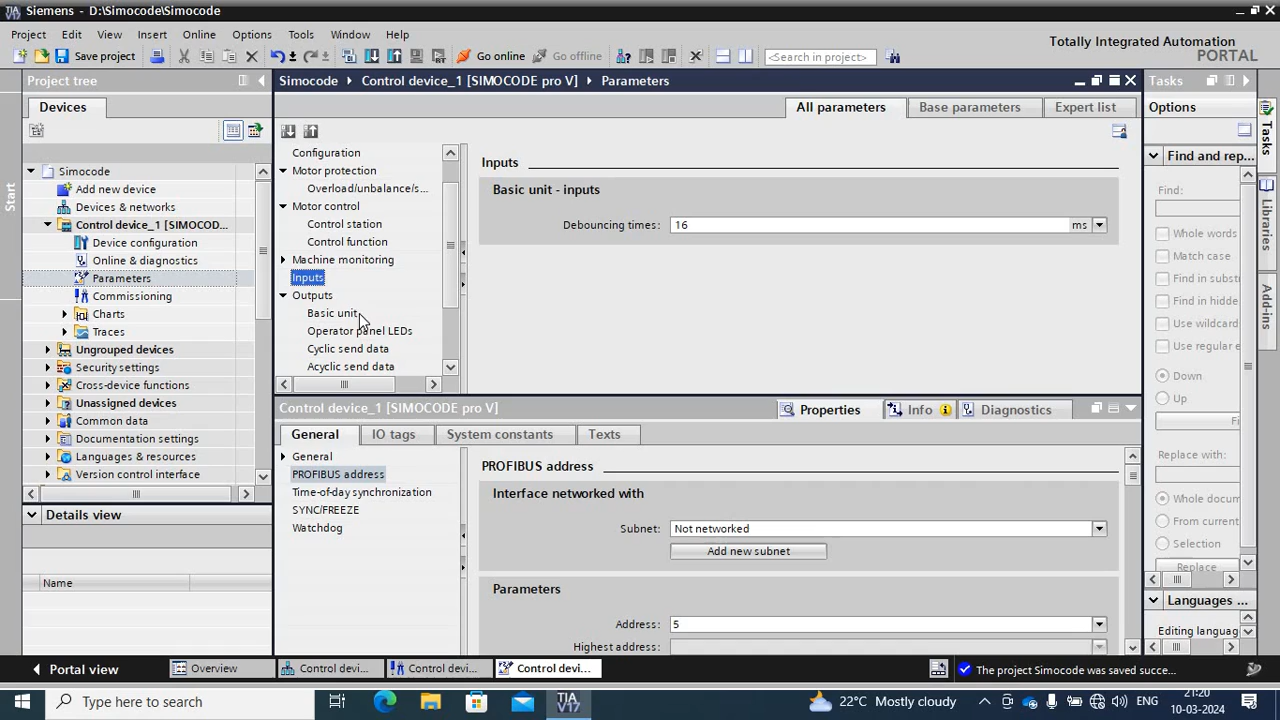 Siemens - D:\Simocode\Simocode
Project Edit View Insert Online Options Tools Window Help
Totally Integrated Automation
PORTAL
Save project
Go online
Go offline
<Search in project>
Project tree
Devices
Start
Simocode
Add new device
Devices & networks
Control device_1 [SIMOCOD...
Device configuration
Online & diagnostics
Parameters
Commissioning
Charts
Traces
Ungrouped devices
Security settings
Cross-device functions
Unassigned devices
Common data
Documentation settings
Languages & resources
Version control interface
Details view
Name
Simocode Control device_1 [SIMOCODE pro V] Parameters
All parameters Base parameters Expert list
Configuration
Motor protection
Overload/unbalance/s...
Motor control
Control station
Control function
Machine monitoring
Inputs
Outputs
Basic unit
Operator panel LEDs
Cyclic send data
Acyclic send data
Inputs
Basic unit - inputs
Debouncing times: 16 ms
Control device_1 [SIMOCODE pro V]
Properties Info Diagnostics
General IO tags System constants Texts
General
PROFIBUS address
Time-of-day synchronization
SYNC/FREEZE
Watchdog
PROFIBUS address
Interface networked with
Subnet: Not networked
Add new subnet
Parameters
Address: 5
Highest address:
Tasks
Options
Find and rep...
Find:
Whole words
Match case
Find in subst
Find in hidde
Use wildcard
Use regular e
Down
Up
Replace with:
Whole docum
From current
Selection
Replace
Languages ...
Editing languag
Tasks
Libraries
Add-ins
Portal view
Overview
Control devi...
Control devi...
Control devi...
The project Simocode was saved succe...
Type here to search
TIA
V17
22°C Mostly cloudy
ENG
21:20
10-03-2024